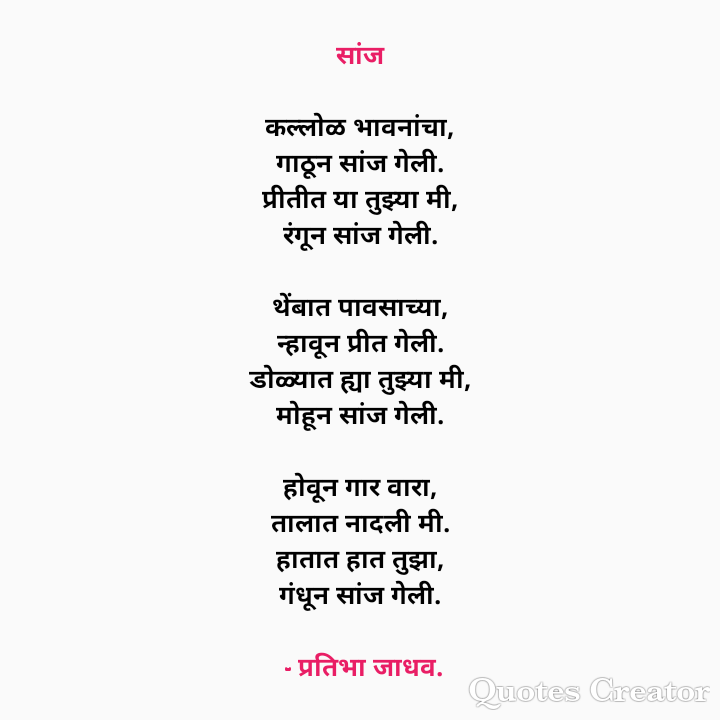 सांज
कल्लोळ भावनांचा,
गाठून सांज गेली.
प्रीतीत या तुझ्या मी,
रंगून सांज गेली.
थेंबात पावसाच्या,
न्हावून प्रीत गेली.
डोळ्यात ह्या तुझ्या मी,
मोहून सांज गेली.
होवून गार वारा,
तालात नादली मी.
हातात हात तुझा,
गंधून सांज गेली.
- प्रतिभा जाधव.
Quotes Creator